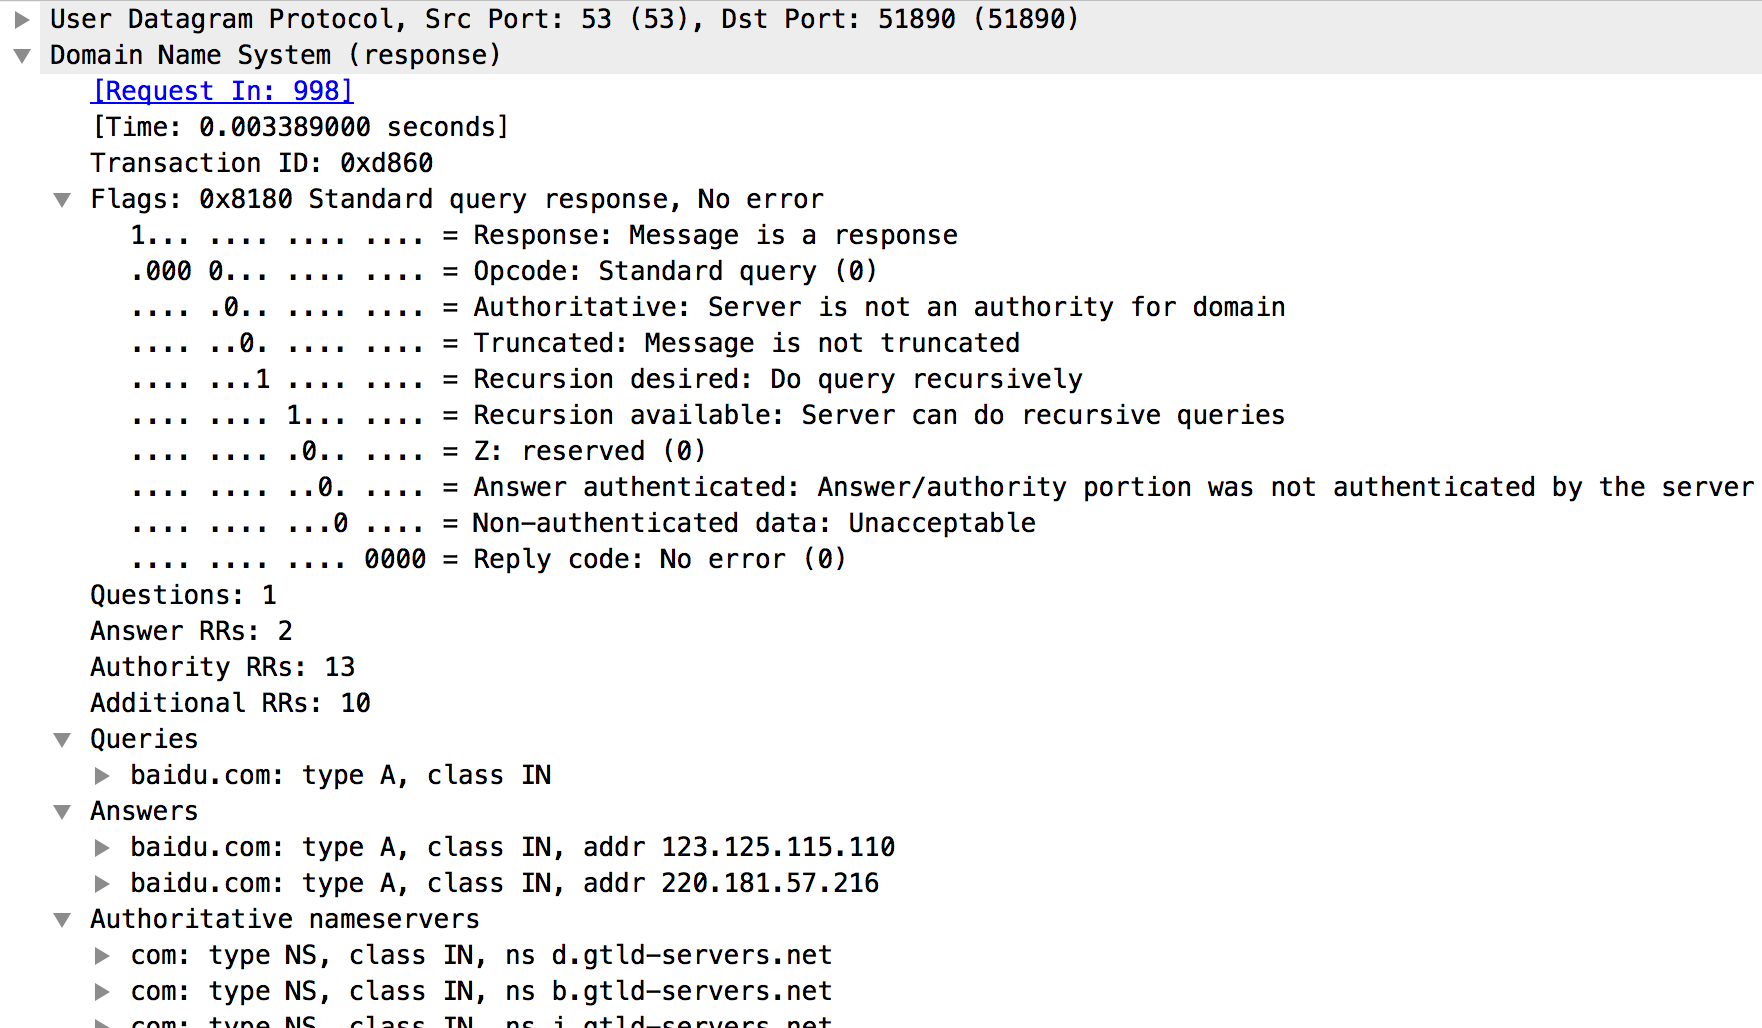 User Datagram Protocol, Src Port: 53 (53), Dst Port: 51890 (51890)
Domain Name System (response)
[Request In: 998]
[Time: 0.003389000 seconds]
Transaction ID: 0xd860
Flags: 0x8180 Standard query response, No error
1... .... .... .... = Response: Message is a response
.000 0... .... .... = Opcode: Standard query (0)
.... .0.. .... .... = Authoritative: Server is not an authority for domain
.... ..0. .... .... = Truncated: Message is not truncated
.... ...1 .... .... = Recursion desired: Do query recursively
.... .... 1... .... = Recursion available: Server can do recursive queries
.... .... .0.. .... = Z: reserved (0)
.... .... ..0. .... = Answer authenticated: Answer/authority portion was not authenticated by the server
.... .... ...0 .... = Non-authenticated data: Unacceptable
.... .... .... 0000 = Reply code: No error (0)
Questions: 1
Answer RRs: 2
Authority RRs: 13
Additional RRs: 10
Queries
baidu.com: type A, class IN
Answers
baidu.com: type A, class IN, addr 123.125.115.110
baidu.com: type A, class IN, addr 220.181.57.216
Authoritative nameservers
com: type NS, class IN, ns d.gtld-servers.net
com: type NS, class IN, ns b.gtld-servers.net
com: type NS, class IN, ns